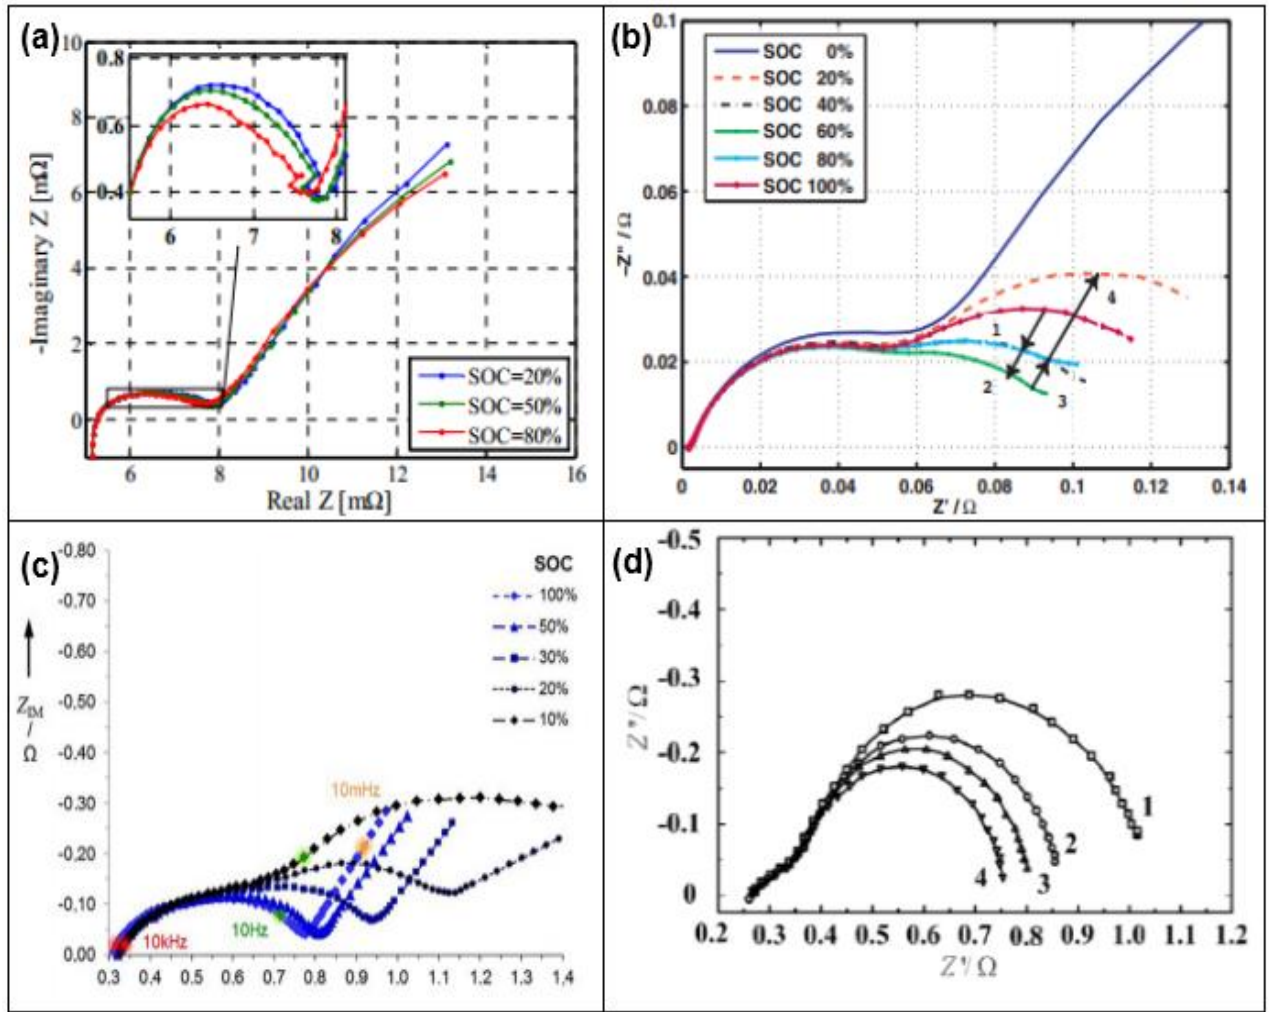 (a)
10
8
6
4
2
0
-Imaginary Z [mΩ]
0.8
0.6
0.4
6 7 8
SOC=20%
SOC=50%
SOC=80%
6 8 10 12 14 16
Real Z [mΩ]
(b)
0.1
0.08
0.06
0.04
0.02
0
-Z" / Ω
SOC 0%
SOC 20%
SOC 40%
SOC 60%
SOC 80%
SOC 100%
1
2
3
4
0 0.02 0.04 0.06 0.08 0.1 0.12 0.14
Z' / Ω
(c)
-0.80
-0.70
-0.60
-0.50
-0.40
-0.30
-0.20
-0.10
0.00
ZIM
/
Ω
SOC
100%
50%
30%
20%
10%
10mHz
10Hz
10kHz
0.3 0.4 0.5 0.6 0.7 0.8 0.9 1.0 1.1 1.2 1.3 1,4
(d)
-0.5
-0.4
-0.3
-0.2
-0.1
0
Z"/Ω
1
2
3
4
0.2 0.3 0.4 0.5 0.6 0.7 0.8 0.9 1.0 1.1 1.2
Z'/Ω